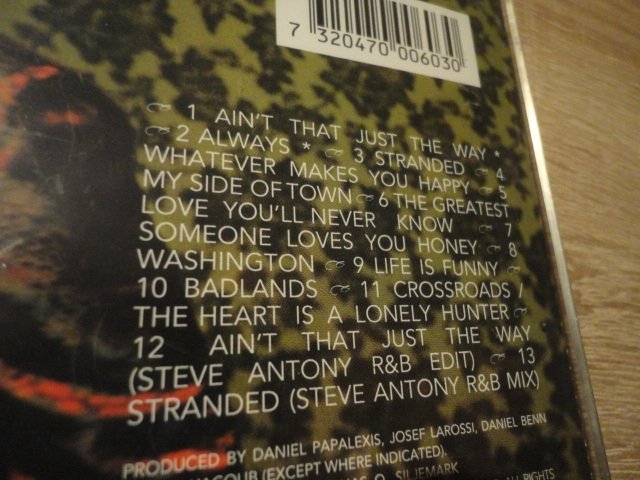 7 320470 006030
1 AIN'T THAT JUST THE WAY *
2 ALWAYS * 3 STRANDED 4
WHATEVER MAKES YOU HAPPY 5
MY SIDE OF TOWN 6 THE GREATEST
LOVE YOU'LL NEVER KNOW 7
SOMEONE LOVES YOU HONEY 8
WASHINGTON 9 LIFE IS FUNNY
10 BADLANDS 11 CROSSROADS /
THE HEART IS A LONELY HUNTER
12 AIN'T THAT JUST THE WAY
(STEVE ANTONY R&B EDIT) 13
STRANDED (STEVE ANTONY R&B MIX)
PRODUCED BY DANIEL PAPALEXIS, JOSEF LAROSSI, DANIEL BENN
(EXCEPT WHERE INDICATED).
SILJEMARK
ALL RIGHTS